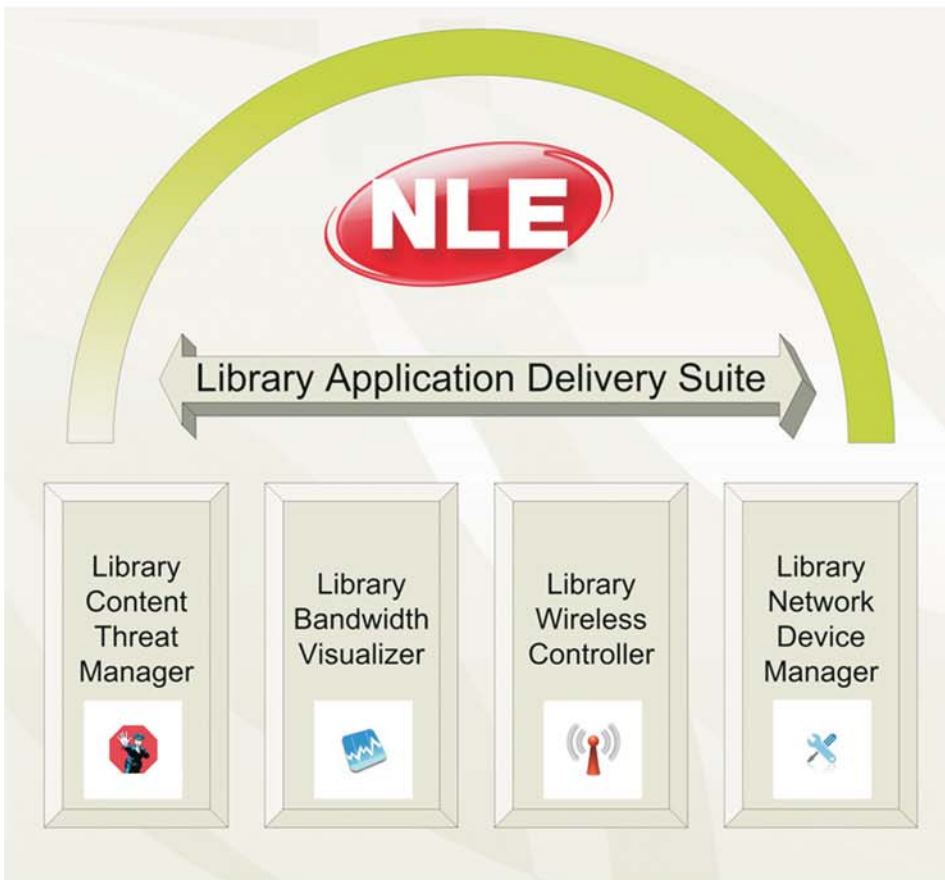 NLE
Library Application Delivery Suite
Library
Content
Threat
Manager
Library
Bandwidth
Visualizer
Library
Wireless
Controller
Library
Network
Device
Manager